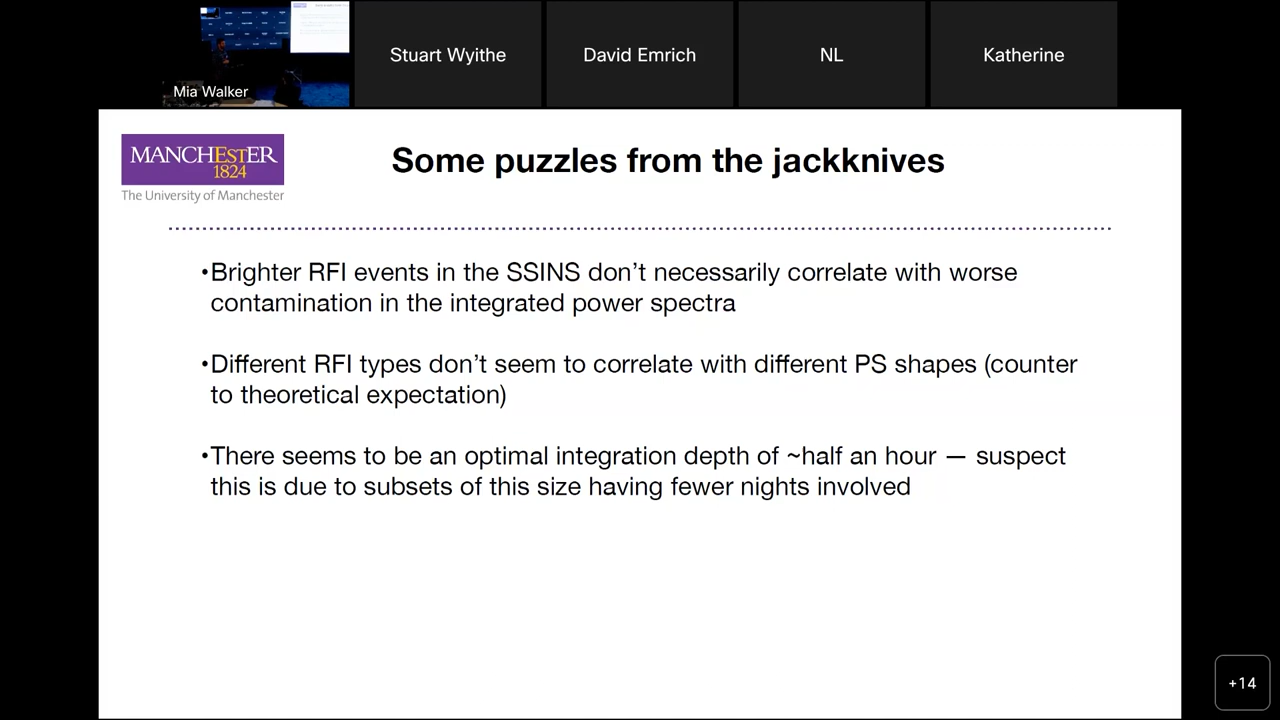 Mia Walker
Stuart Wyithe
David Emrich
NL
Katherine
MANCHESTER
1824
The University of Manchester
Some puzzles from the jackknives
•Brighter RFI events in the SSINS don't necessarily correlate with worse
contamination in the integrated power spectra
•Different RFI types don't seem to correlate with different PS shapes (counter
to theoretical expectation)
•There seems to be an optimal integration depth of ~half an hour — suspect
this is due to subsets of this size having fewer nights involved
+14